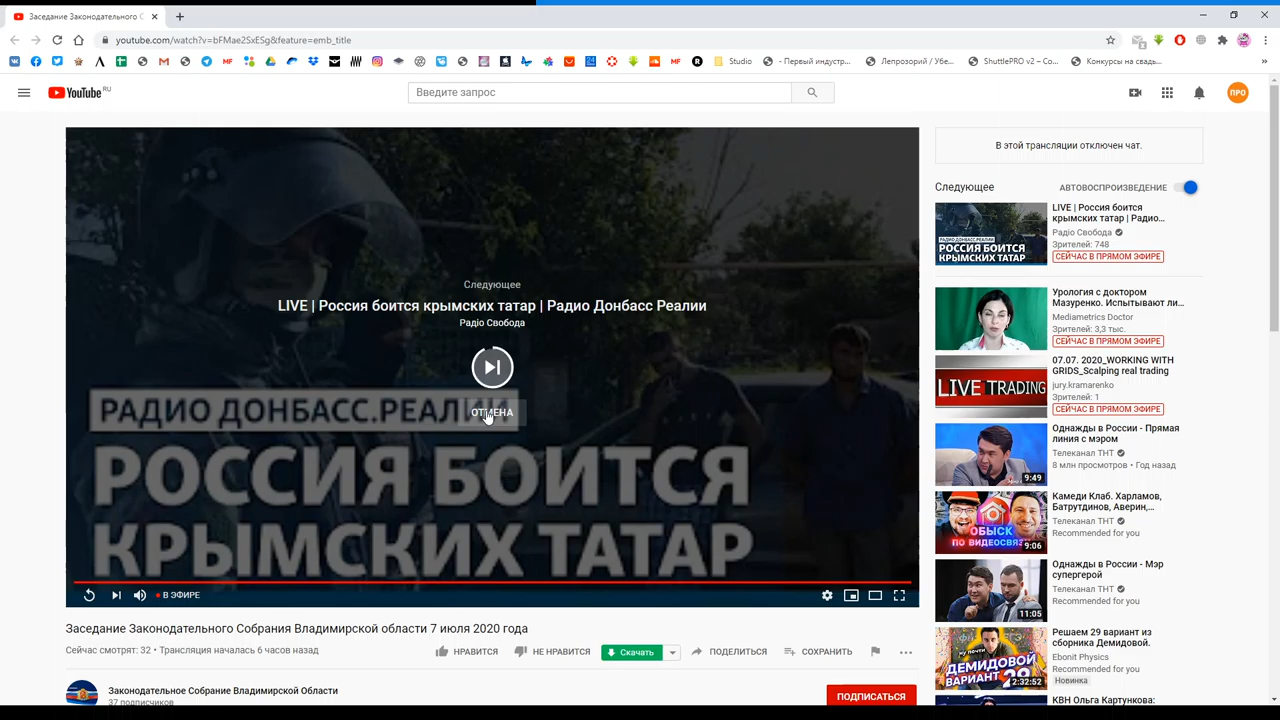 Заседание Законодательного С
youtube.com/watch?v=bFMae2SxESg&feature=emb_title
MF
MF
Studio
- Первый индустр...
Лепрозорий / Убе...
ShuttlePRO v2 – Co...
Конкурсы на свадь...
YouTube RU
Введите запрос
ПРО
Следующее
LIVE | Россия боится крымских татар | Радио Донбасс Реалии
Радіо Свобода
РАДИО ДОНБАСС.РЕАЛИИ
ОТМЕНА
РОССИЯ БОИТСЯ
КРЫМСКИХ ТАТАР
В ЭФИРЕ
Заседание Законодательного Собрания Владимирской области 7 июля 2020 года
Сейчас смотрят: 32 • Трансляция началась 6 часов назад
НРАВИТСЯ
НЕ НРАВИТСЯ
Скачать
ПОДЕЛИТЬСЯ
СОХРАНИТЬ
Законодательное Собрание Владимирской Области
37 подписчиков
ПОДПИСАТЬСЯ
В этой трансляции отключен чат.
Следующее
АВТОВОСПРОИЗВЕДЕНИЕ
РАДИО ДОНБАСС.РЕАЛИИ
РОССИЯ БОИТСЯ
КРЫМСКИХ ТАТАР
LIVE | Россия боится
крымских татар | Радио...
Радіо Свобода
Зрителей: 748
СЕЙЧАС В ПРЯМОМ ЭФИРЕ
Урология с доктором
Мазуренко. Испытывают ли...
Mediametrics Doctor
Зрителей: 3,3 тыс.
СЕЙЧАС В ПРЯМОМ ЭФИРЕ
LIVE TRADING
07.07. 2020_WORKING WITH
GRIDS_Scalping real trading
jury.kramarenko
Зрителей: 1
СЕЙЧАС В ПРЯМОМ ЭФИРЕ
9:49
Однажды в России - Прямая
линия с мэром
Телеканал ТНТ
8 млн просмотров • Год назад
ОБЫСК
ПО ВИДЕОСВЯЗИ
9:06
Камеди Клаб. Харламов,
Батрутдинов, Аверин,...
Телеканал ТНТ
Recommended for you
11:05
Однажды в России - Мэр
супергерой
Телеканал ТНТ
Recommended for you
ДЕМИДОВОЙ
ВАРИАНТ 29
2:32:52
Решаем 29 вариант из
сборника Демидовой.
Ebonit Physics
Recommended for you
Новинка
КВН Ольга Картункова: